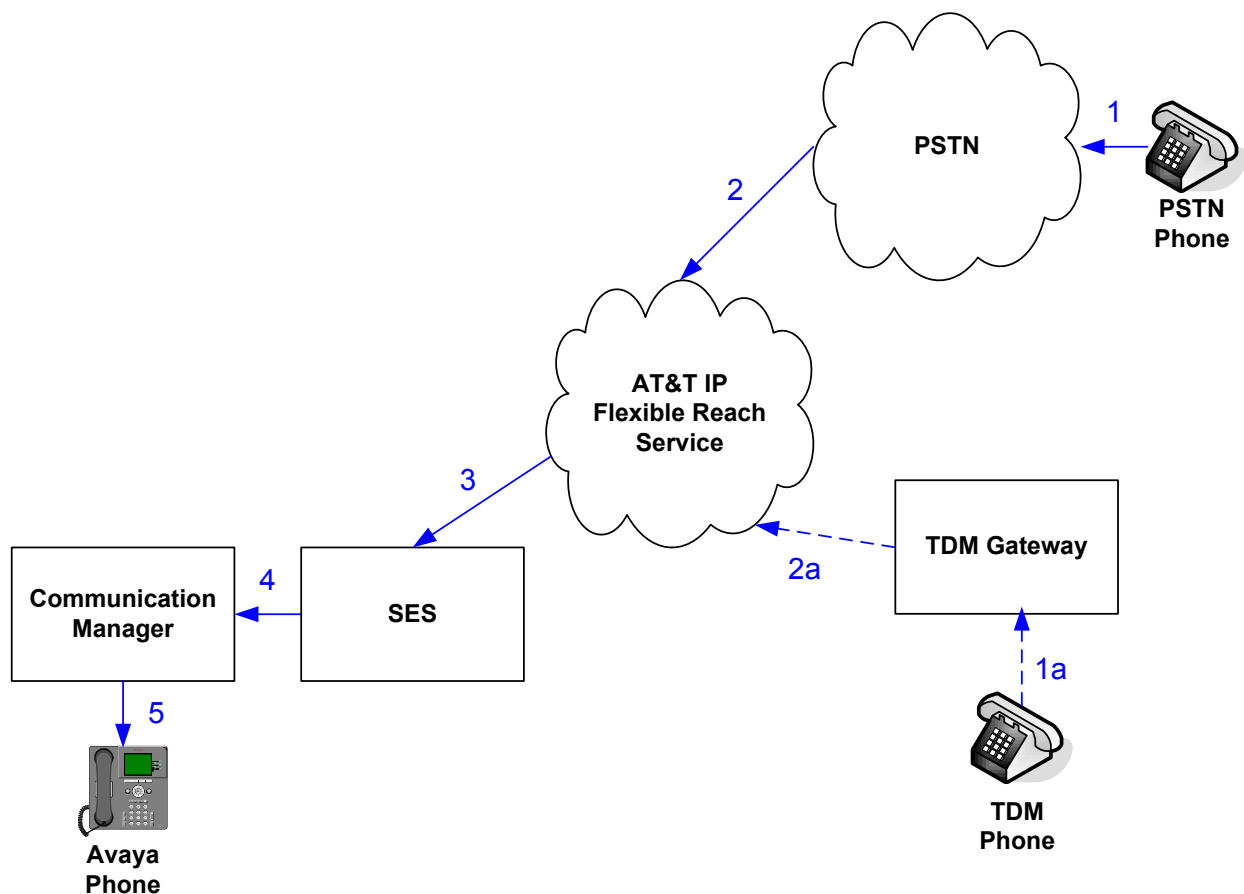 PSTN
1
PSTN
Phone
2
AT&T IP
Flexible Reach
Service
3
TDM Gateway
2a
4
Communication
Manager
SES
1a
5
TDM
Phone
Avaya
Phone